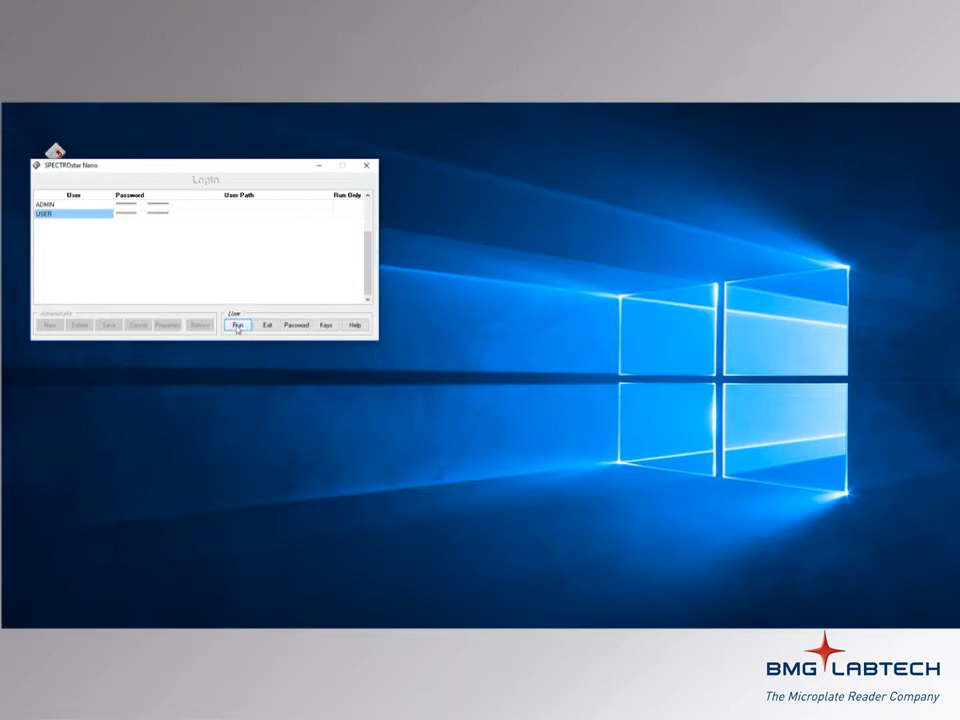 SPECTROstar Nano
Login
User Password User Path Run Only
ADMIN
USER
Administrate
User
New Delete Save Cancel Properties
Run Exit Password Keys Help
BMG LABTECH
The Microplate Reader Company